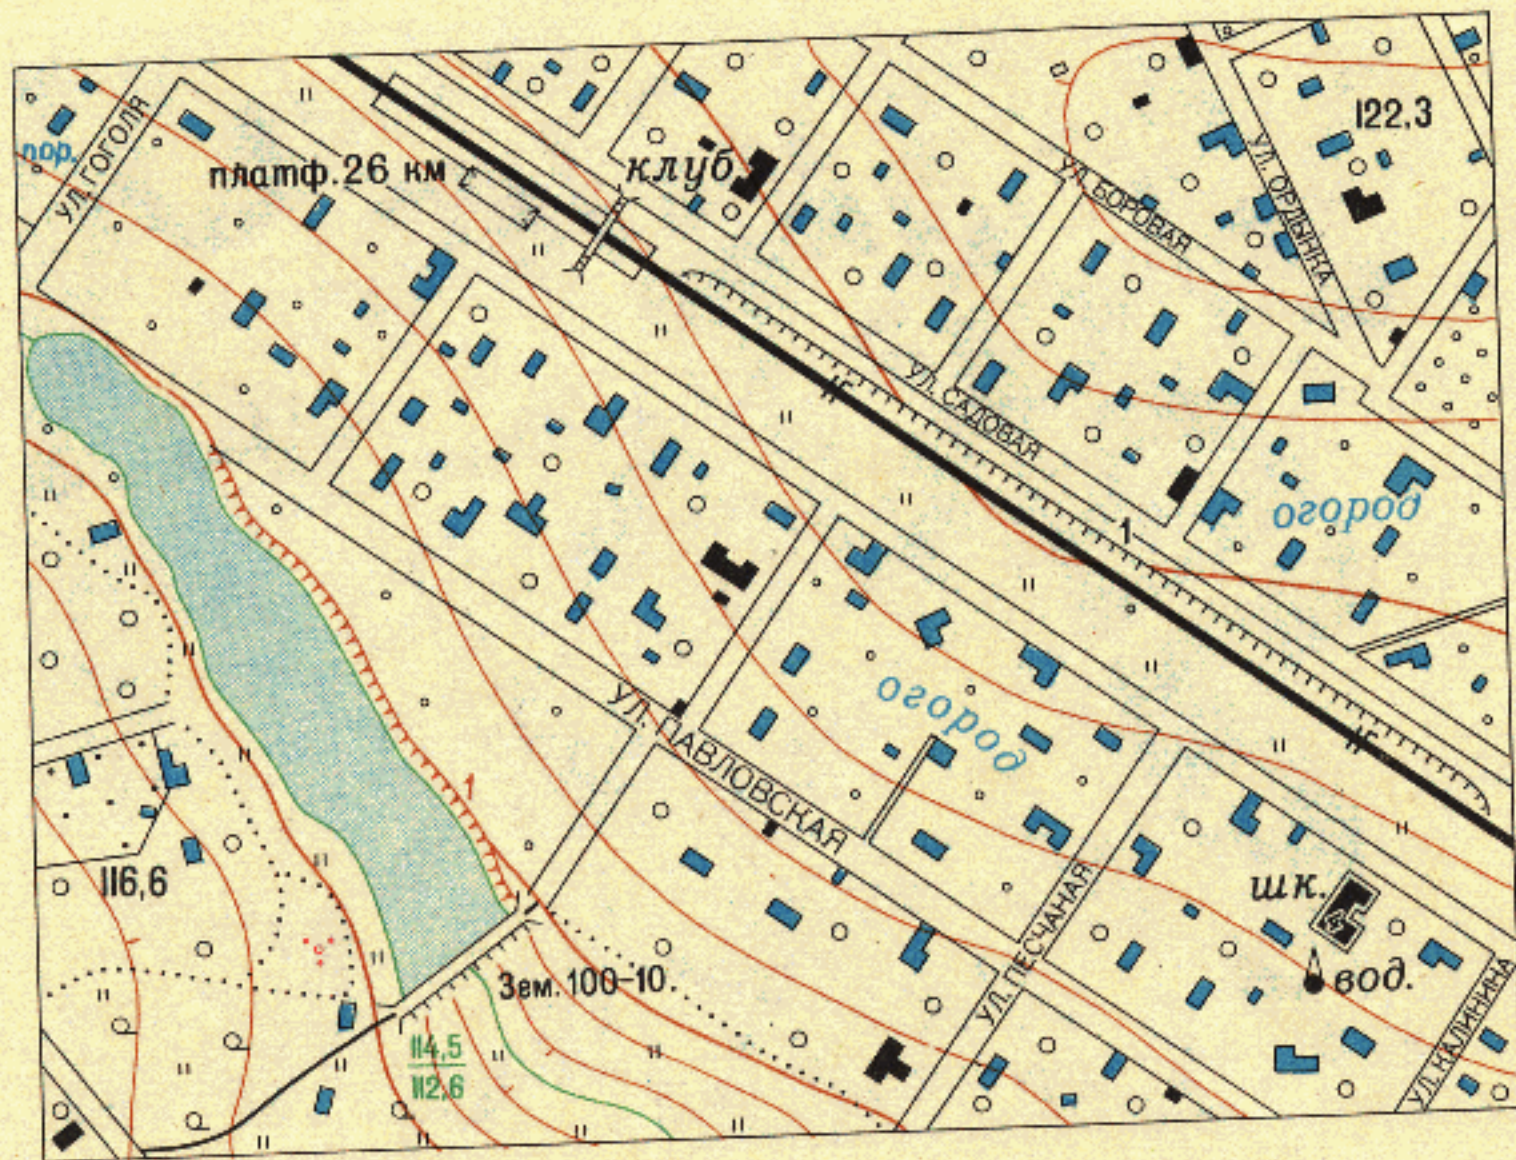 УЛ. ГОГОЛЯ
пор.
платф. 26 км
клуб
УЛ. БОРОВАЯ
УЛ. ОРДЫНКА
122,3
УЛ. САДОВАЯ
огород
1
огород
УЛ. ПАВЛОВСКАЯ
1
116,6
шк.
вод.
УЛ. ПЕСЧАНАЯ
УЛ. КАЛИНИНА
Зем. 100-10.
114,5
112,6